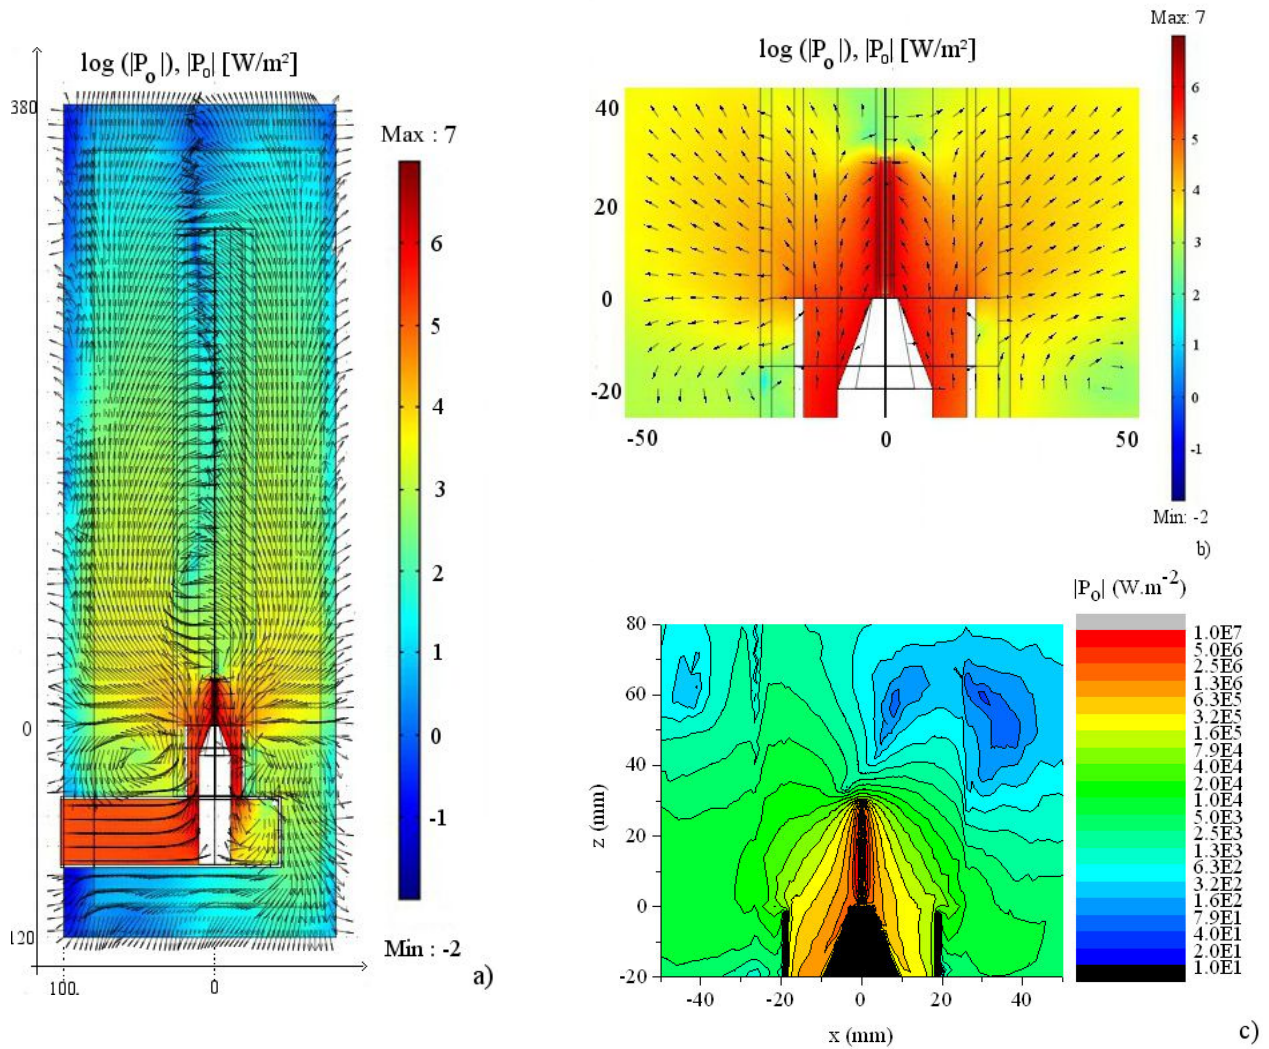 log (|Po|), |Po| [W/m²]
380
0
120
100.
0
Max : 7
6
5
4
3
2
1
0
-1
Min : -2
a)
log (|Po|), |Po| [W/m²]
40
20
0
-20
-50
0
50
Max: 7
6
5
4
3
2
1
0
-1
Min: -2
b)
80
60
40
20
0
-20
z (mm)
-40
-20
0
20
40
x (mm)
|Po| (W.m-2)
1.0E7
5.0E6
2.5E6
1.3E6
6.3E5
3.2E5
1.6E5
7.9E4
4.0E4
2.0E4
1.0E4
5.0E3
2.5E3
1.3E3
6.3E2
3.2E2
1.6E2
7.9E1
4.0E1
2.0E1
1.0E1
c)